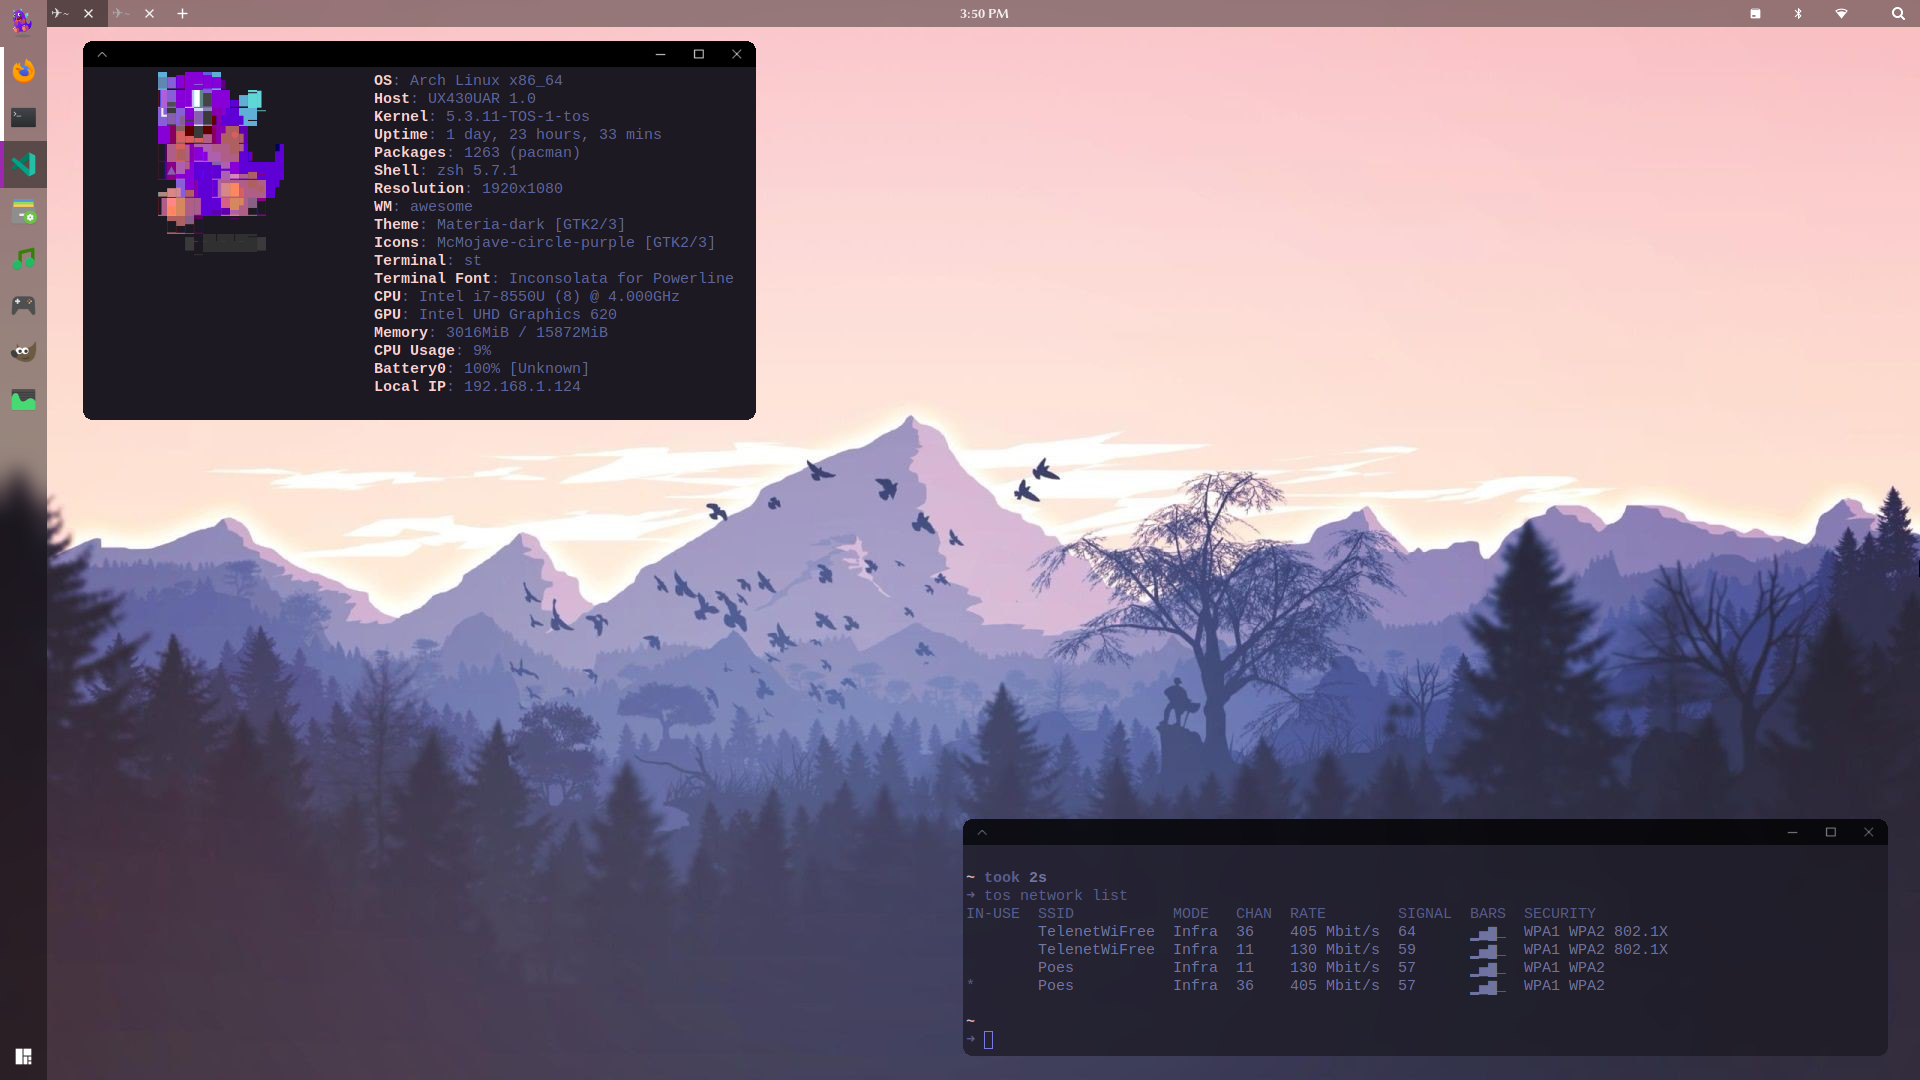 ~ ~ 3:50 PM
OS: Arch Linux x86_64
Host: UX430UAR 1.0
Kernel: 5.3.11-TOS-1-tos
Uptime: 1 day, 23 hours, 33 mins
Packages: 1263 (pacman)
Shell: zsh 5.7.1
Resolution: 1920x1080
WM: awesome
Theme: Materia-dark [GTK2/3]
Icons: McMojave-circle-purple [GTK2/3]
Terminal: st
Terminal Font: Inconsolata for Powerline
CPU: Intel i7-8550U (8) @ 4.000GHz
GPU: Intel UHD Graphics 620
Memory: 3016MiB / 15872MiB
CPU Usage: 9%
Battery0: 100% [Unknown]
Local IP: 192.168.1.124
~ took 2s
➜ tos network list
IN-USE SSID MODE CHAN RATE SIGNAL BARS SECURITY
TelenetWiFree Infra 36 405 Mbit/s 64 ▂▄▆_ WPA1 WPA2 802.1X
TelenetWiFree Infra 11 130 Mbit/s 59 ▂▄▆_ WPA1 WPA2 802.1X
Poes Infra 11 130 Mbit/s 57 ▂▄▆_ WPA1 WPA2
* Poes Infra 36 405 Mbit/s 57 ▂▄▆_ WPA1 WPA2
~
➜